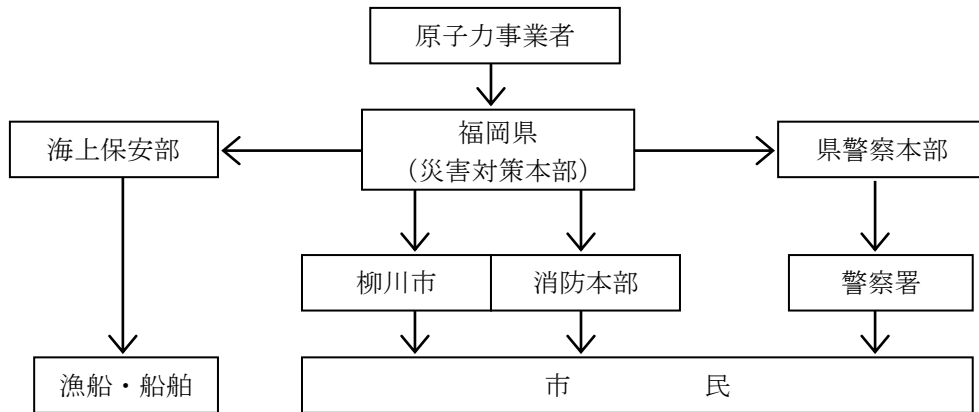 原子力事業者
海上保安部
福岡県
（災害対策本部）
県警察本部
柳川市
消防本部
警察署
漁船・船舶
市　　　　民